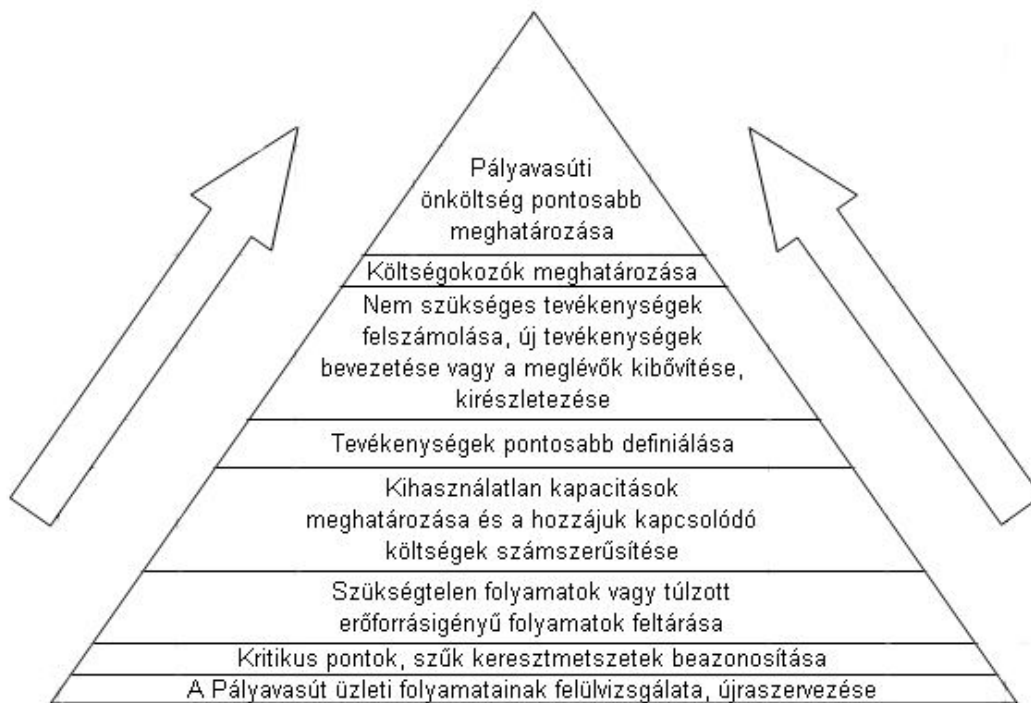 Pályavasúti
önköltség pontosabb
meghatározása
Költségokozók meghatározása
Nem szükséges tevékenységek
felszámolása, új tevékenységek
bevezetése vagy a meglévők kibővítése,
kirészletezése
Tevékenységek pontosabb definiálása
Kihasználatlan kapacitások
meghatározása és a hozzájuk kapcsolódó
költségek számszerűsítése
Szükségtelen folyamatok vagy túlzott
erőforrásigényű folyamatok feltárása
Kritikus pontok, szűk keresztmetszetek beazonosítása
A Pályavasút üzleti folyamatainak felülvizsgálata, újraszervezése